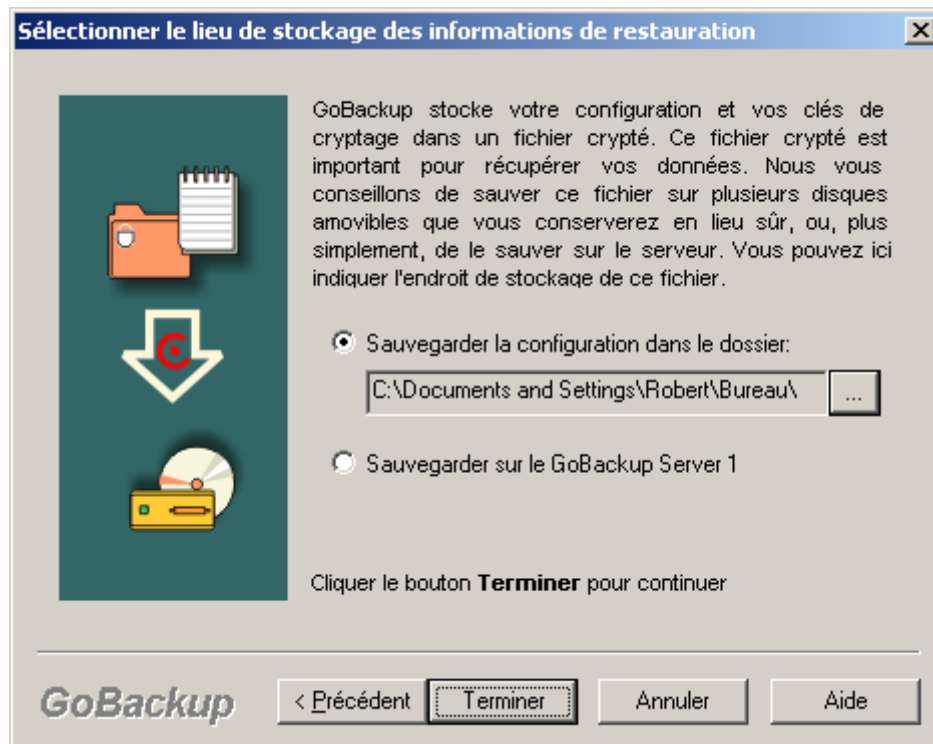 Sélectionner le lieu de stockage des informations de restauration
GoBackup stocke votre configuration et vos clés de
cryptage dans un fichier crypté. Ce fichier crypté est
important pour récupérer vos données. Nous vous
conseillons de sauver ce fichier sur plusieurs disques
amovibles que vous conserverez en lieu sûr, ou, plus
simplement, de le sauver sur le serveur. Vous pouvez ici
indiquer l'endroit de stockage de ce fichier.
Sauvegarder la configuration dans le dossier:
C:\Documents and Settings\Robert\Bureau\ ...
Sauvegarder sur le GoBackup Server 1
Cliquer le bouton Terminer pour continuer
GoBackup < Précédent Terminer Annuler Aide